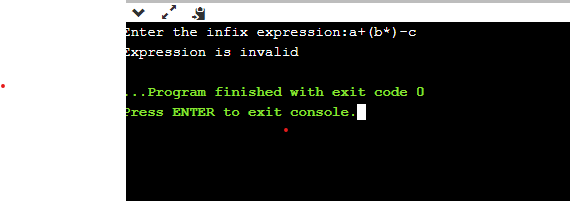 Enter the infix expression:a+(b*)-c
Expression is invalid
...Program finished with exit code 0
Press ENTER to exit console.